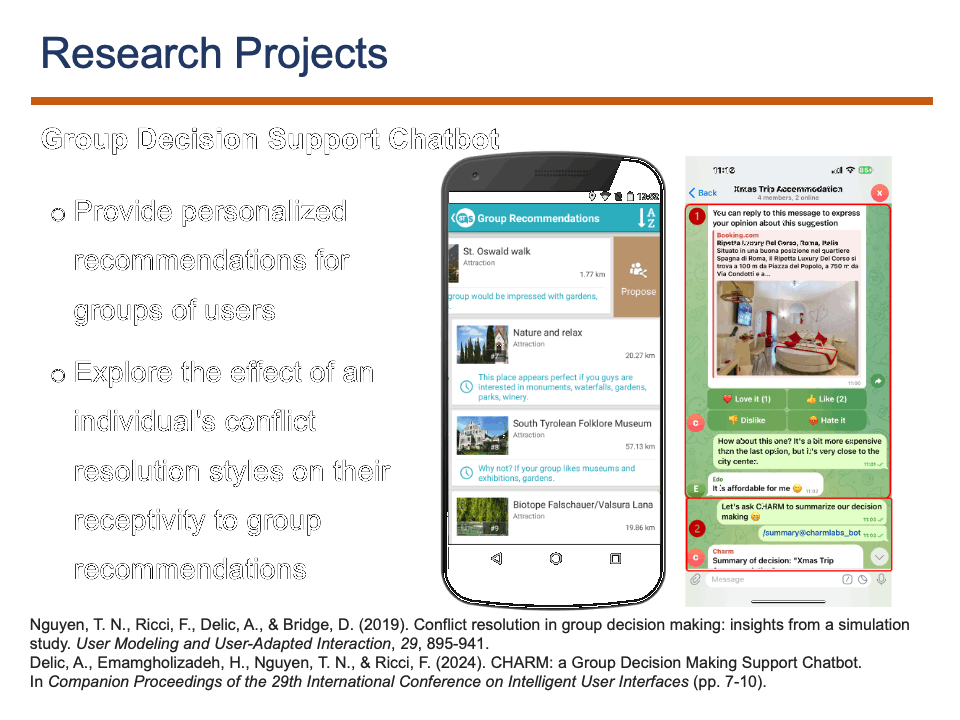 Research Projects
Group Decision Support Chatbot
Provide personalized
recommendations for
groups of users
Explore the effect of an
individual's conflict
resolution styles on their
receptivity to group
recommendations
12:02
STS Group Recommendations
A
Z
St. Oswald walk
Attraction
1.77 km
group would be impressed with gardens,
Propose
Nature and relax
Attraction
20.27 km
#7
This place appears perfect if you guys are
interested in monuments, waterfalls, gardens,
parks, winery.
South Tyrolean Folklore Museum
Attraction
57.13 km
#8
Why not? If your group likes museums and
exhibitions, gardens.
Biotope Falschauer/Valsura Lana
Attraction
19.86 km
#9
Back
Xmas Trip Accommodation
4 members, 2 online
X
1
You can reply to this message to express
your opinion about this suggestion
Booking.com
Ripetta Luxury Del Corso, Roma, Italia
Situato in una buona posizione nel quartiere
Spagna di Roma, il Ripetta Luxury Del Corso si
trova a 100 m da Piazza del Popolo, a 750 m da
Via Condotti e a...
11:00
Love it (1)
Like (2)
Dislike
Hate it
C
How about this one? It's a bit more expensive
than the last option, but it's very close to the
city center.
11:01
Edo
It is affordable for me
11:02
E
Let's ask CHARM to summarize our decision
making
11:03
2
/summary@charmlabs_bot
11:03
C
Charm
Summary of decision: "Xmas Trip
Message
Nguyen, T. N., Ricci, F., Delic, A., & Bridge, D. (2019). Conflict resolution in group decision making: insights from a simulation
study. User Modeling and User-Adapted Interaction, 29, 895-941.
Delic, A., Emamgholizadeh, H., Nguyen, T. N., & Ricci, F. (2024). CHARM: a Group Decision Making Support Chatbot.
In Companion Proceedings of the 29th International Conference on Intelligent User Interfaces (pp. 7-10).